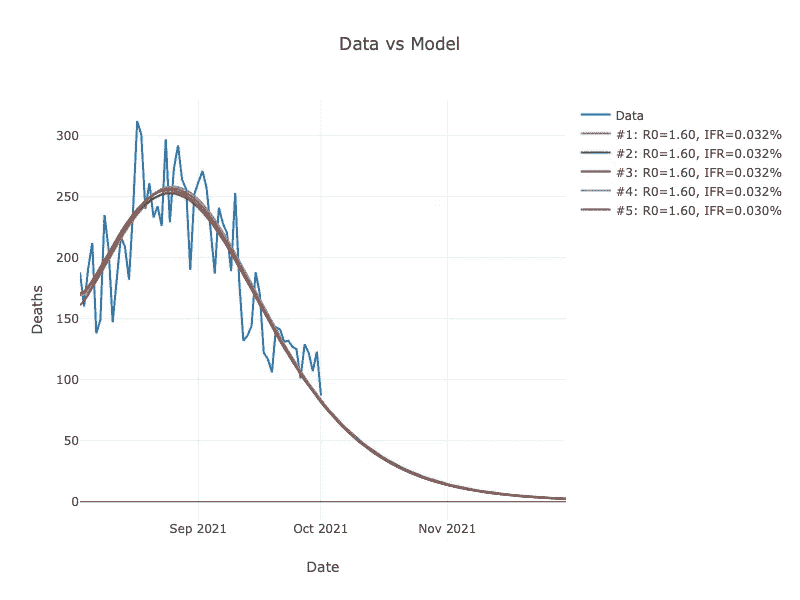 Data vs Model
Data
#1: R0=1.60, IFR=0.032%
#2: R0=1.60, IFR=0.032%
#3: R0=1.60, IFR=0.032%
#4: R0=1.60, IFR=0.032%
#5: R0=1.60, IFR=0.030%
Deaths
300
250
200
150
100
50
0
Sep 2021
Oct 2021
Nov 2021
Date